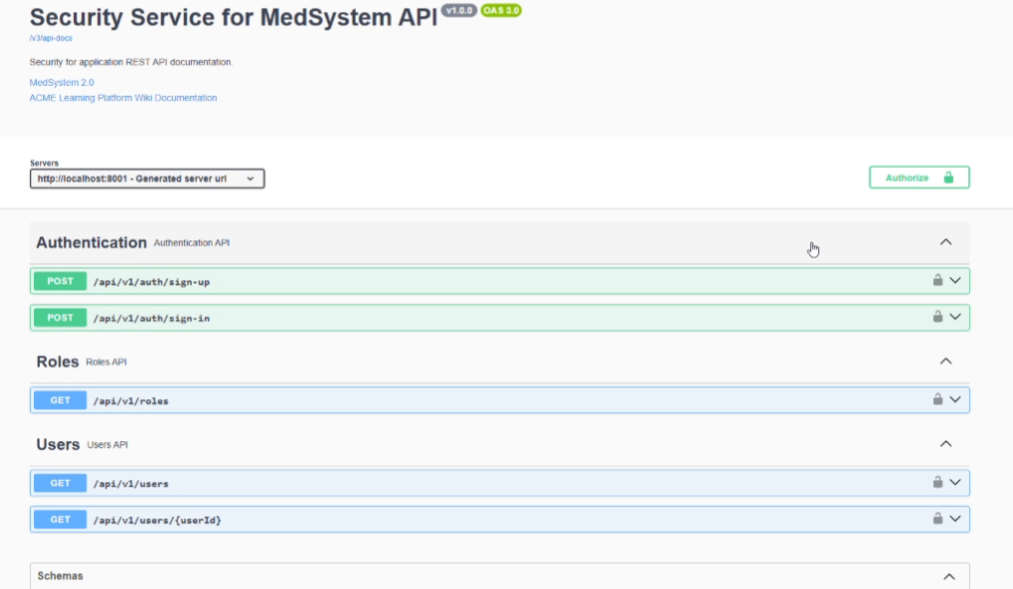 Security Service for MedSystem API v1.0.0 OAS 3.0
/v3/api-docs
Security for application REST API documentation.
MedSystem 2.0
ACME Learning Platform Wiki Documentation
Servers
http://localhost:8001 - Generated server url
Authorize
Authentication Authentication API
POST /api/v1/auth/sign-up
POST /api/v1/auth/sign-in
Roles Roles API
GET /api/v1/roles
Users Users API
GET /api/v1/users
GET /api/v1/users/{userId}
Schemas